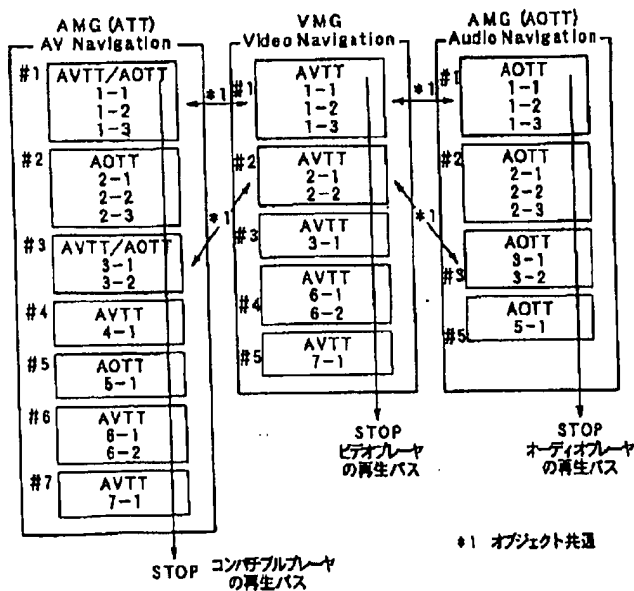 AMG (ATT)
AV Navigation
#1
AVTT/AOTT
1-1
1-2
1-3
#2
AOTT
2-1
2-2
2-3
#3
AVTT/AOTT
3-1
3-2
#4
AVTT
4-1
#5
AOTT
5-1
#6
AVTT
6-1
6-2
#7
AVTT
7-1
STOP コンパチブルプレーヤ
の再生パス
*1
*1
VMG
Video Navigation
#1
AVTT
1-1
1-2
1-3
#2
AVTT
2-1
2-2
#3
AVTT
3-1
#4
AVTT
6-1
6-2
#5
AVTT
7-1
STOP
ビデオプレーヤ
の再生パス
*1
*1
AMG (AOTT)
Audio Navigation
#1
AOTT
1-1
1-2
1-3
#2
AOTT
2-1
2-2
2-3
#3
AOTT
3-1
3-2
#5
AOTT
5-1
STOP
オーディオプレーヤ
の再生パス
*1 オブジェクト共通